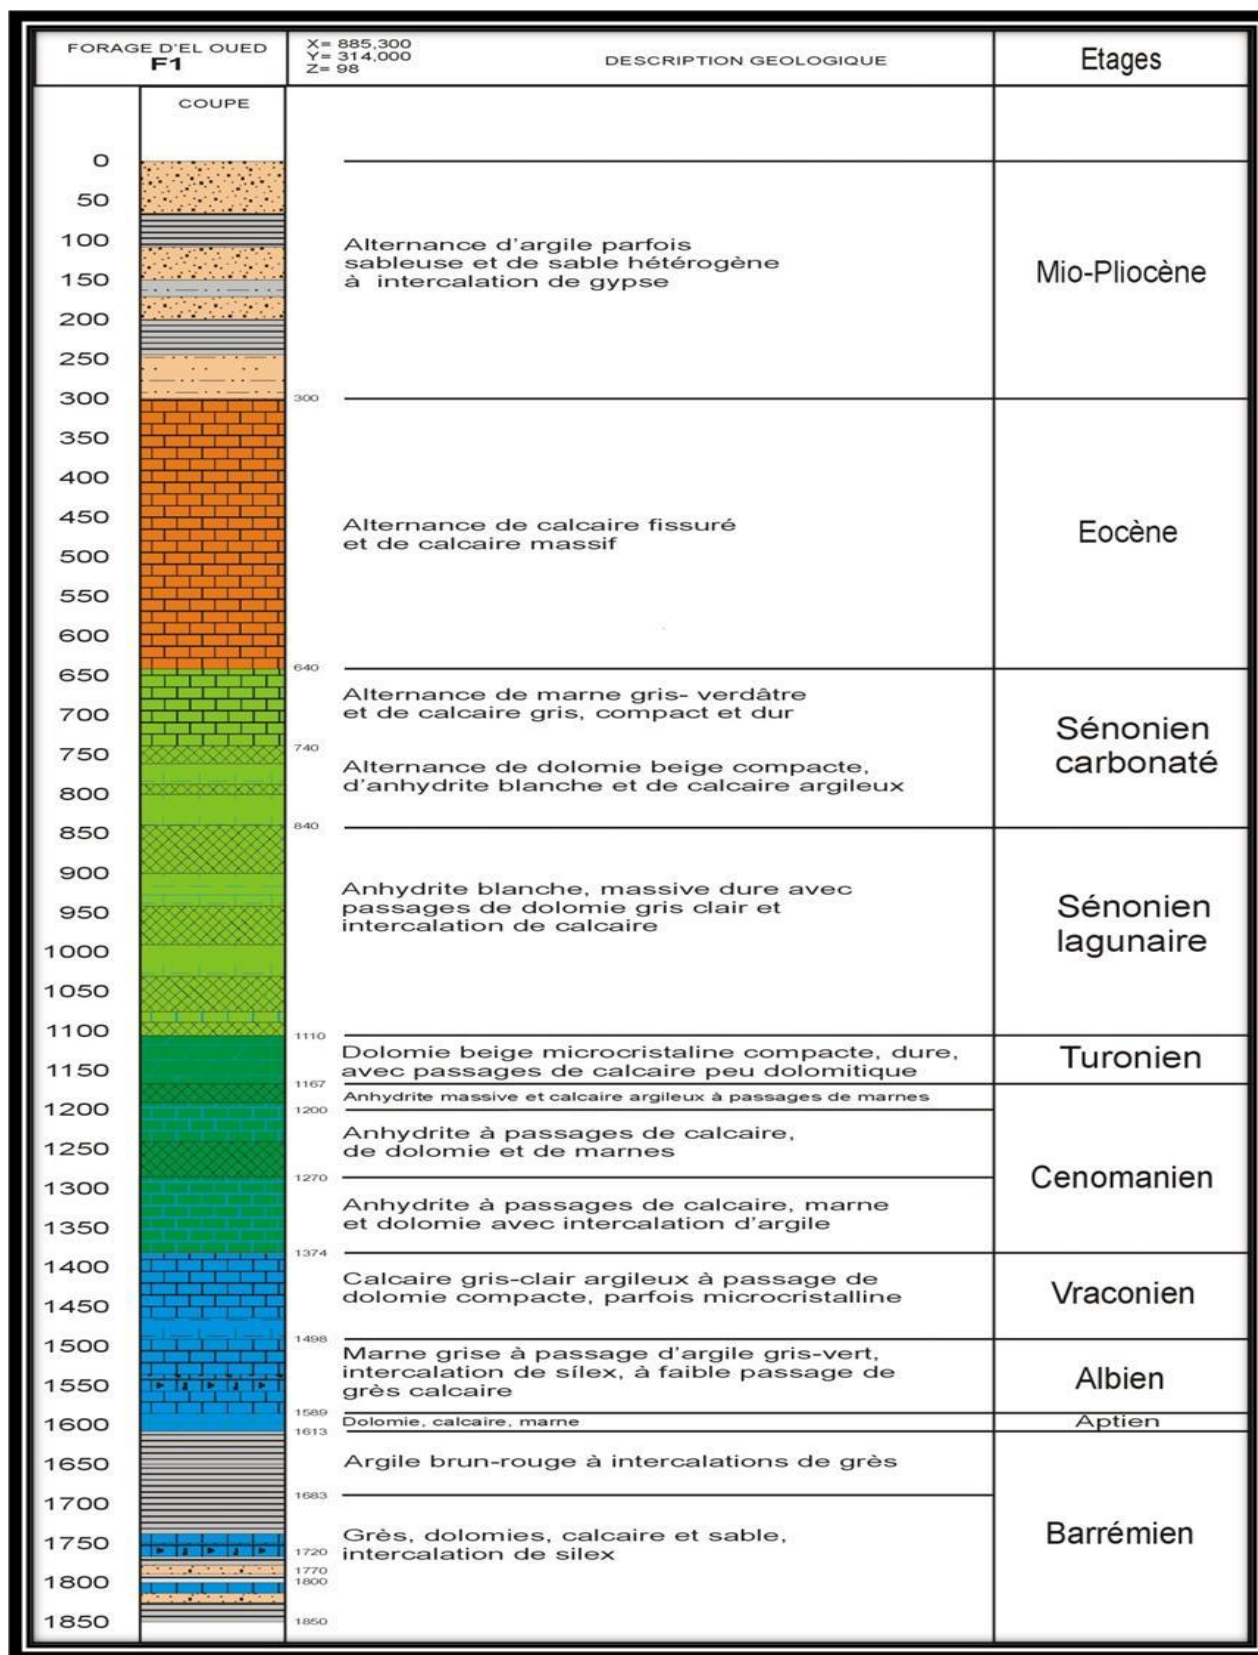 FORAGE D'EL OUED
F1
X= 885,300
Y= 314,000
Z= 98
DESCRIPTION GEOLOGIQUE
Etages
COUPE
0
50
100
150
200
250
300
350
400
450
500
550
600
650
700
750
800
850
900
950
1000
1050
1100
1150
1200
1250
1300
1350
1400
1450
1500
1550
1600
1650
1700
1750
1800
1850
Alternance d'argile parfois
sableuse et de sable hétérogène
à intercalation de gypse
Mio-Pliocène
300
Alternance de calcaire fissuré
et de calcaire massif
Eocène
640
Alternance de marne gris- verdâtre
et de calcaire gris, compact et dur
740
Alternance de dolomie beige compacte,
d'anhydrite blanche et de calcaire argileux
Sénonien
carbonaté
840
Anhydrite blanche, massive dure avec
passages de dolomie gris clair et
intercalation de calcaire
Sénonien
lagunaire
1110
Dolomie beige microcristaline compacte, dure,
avec passages de calcaire peu dolomitique
Turonien
1167
Anhydrite massive et calcaire argileux à passages de marnes
1200
Anhydrite à passages de calcaire,
de dolomie et de marnes
1270
Anhydrite à passages de calcaire, marne
et dolomie avec intercalation d'argile
Cenomanien
1374
Calcaire gris-clair argileux à passage de
dolomie compacte, parfois microcristalline
Vraconien
1498
Marne grise à passage d'argile gris-vert,
intercalation de sílex, à faible passage de
grès calcaire
Albien
1589
Dolomie, calcaire, marne
Aptien
1613
Argile brun-rouge à intercalations de grès
1683
Grès, dolomies, calcaire et sable,
intercalation de silex
Barrémien
1720
1770
1800
1850